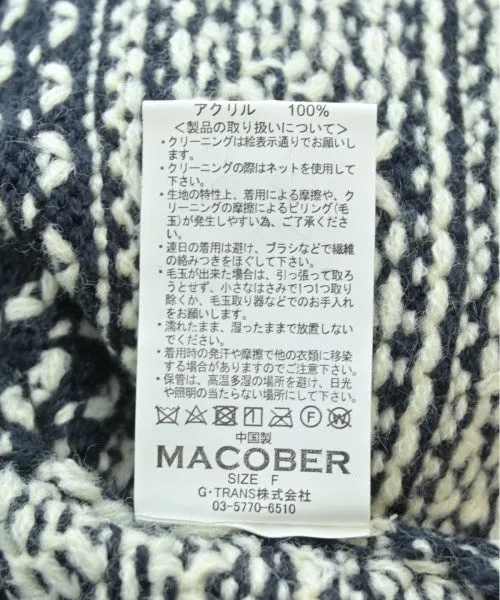 アクリル 100%
<製品の取り扱いについて>
・クリーニングは絵表示通りでお願いし
ます。
・クリーニングの際はネットを使用して
下さい。
・生地の特性上、着用による摩擦や、ク
リーニングの摩擦によるピリング(毛
玉)が発生しやすい為、ご了承くださ
い。
・連日の着用は避け、ブラシなどで繊維
の絡みつきをほぐして下さい。
・毛玉が出来た場合は、引っ張って取ろ
うとせず、小さなはさみで1つ1つ取り
除くか、毛玉取り器などでのお手入れ
をお願いします。
・濡れたまま、湿ったままで放置しない
でください。
・着用時の発汗や摩擦で他の衣類に移染
する場合がありますのでご注意下さい。
・保管は、高温多湿の場所を避け、日光
や照明の当たらない場所にして下さい。
中国製
MACOBER
SIZE F
G・TRANS株式会社
03-5770-6510